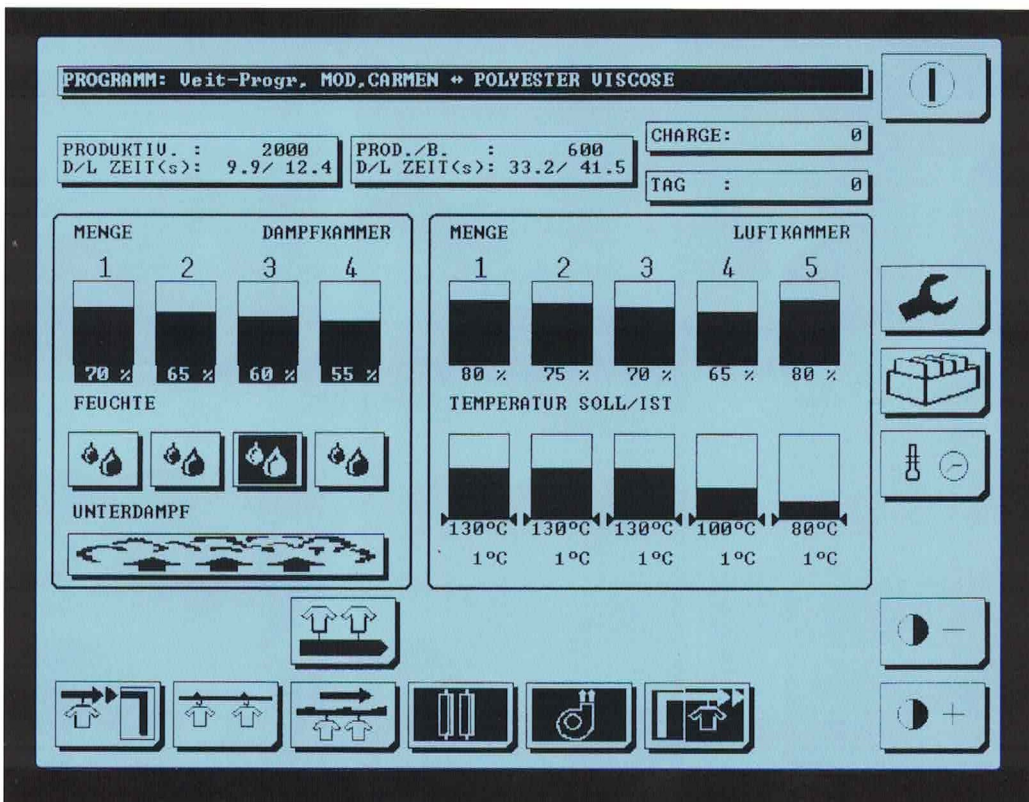 PROGRAMM: Veit-Progr, MOD,CARMEN ↔ POLYESTER VISCOSE
PRODUKTIV. : 2000
D/L ZEIT(s): 9.9/ 12.4
PROD./B. : 600
D/L ZEIT(s): 33.2/ 41.5
CHARGE: 0
TAG : 0
MENGE DAMPFKAMMER
1 2 3 4
70 % 65 % 60 % 55 %
FEUCHTE
UNTERDAMPF
MENGE LUFTKAMMER
1 2 3 4 5
80 % 75 % 70 % 65 % 80 %
TEMPERATUR SOLL/IST
130°C 130°C 130°C 100°C 80°C
1°C 1°C 1°C 1°C 1°C